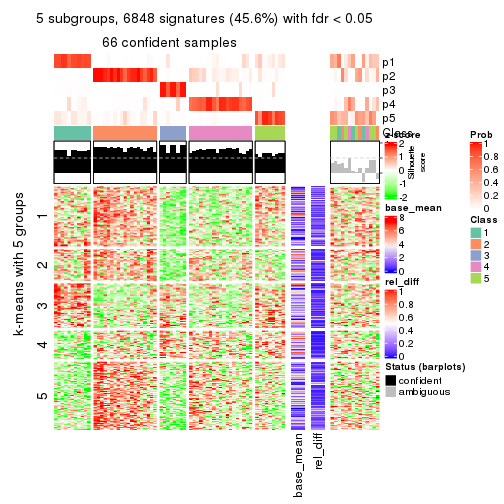 5 subgroups, 6848 signatures (45.6%) with fdr < 0.05
66 confident samples
p1
p2
p3
p4
p5
Class
z-score
2
1
0
-1
-2
Silhouette
score
Prob
1
0.8
0.6
0.4
0.2
0
base_mean
8
6
4
2
0
Class
1
2
3
4
5
rel_diff
1
0.8
0.6
0.4
0.2
0
Status (barplots)
confident
ambiguous
k-means with 5 groups
1
2
3
4
5
base_mean
rel_diff